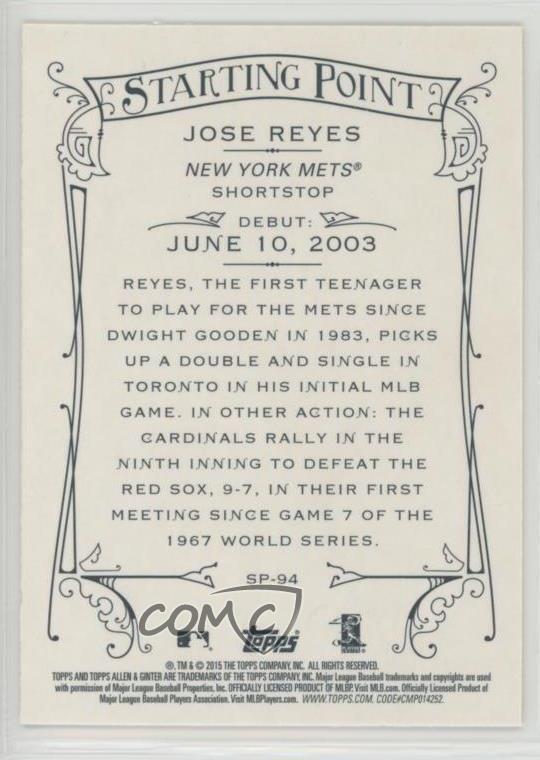 STARTING POINT
JOSE REYES
NEW YORK METS®
SHORTSTOP
DEBUT:
JUNE 10, 2003
REYES, THE FIRST TEENAGER
TO PLAY FOR THE METS SINCE
DWIGHT GOODEN IN 1983, PICKS
UP A DOUBLE AND SINGLE IN
TORONTO IN HIS INITIAL MLB
GAME. IN OTHER ACTION: THE
CARDINALS RALLY IN THE
NINTH INNING TO DEFEAT THE
RED SOX, 9-7, IN THEIR FIRST
MEETING SINCE GAME 7 OF THE
1967 WORLD SERIES.
SP-94
COMC
TOPPS
®, TM & © 2015 THE TOPPS COMPANY, INC. ALL RIGHTS RESERVED.
TOPPS AND TOPPS ALLEN & GINTER ARE TRADEMARKS OF THE TOPPS COMPANY, INC. Major League Baseball trademarks and copyrights are used
with permission of Major League Baseball Properties, Inc. OFFICIALLY LICENSED PRODUCT OF MLBP. Visit MLB.com. Officially Licensed Product of
Major League Baseball Players Association. Visit MLBPlayers.com. WWW.TOPPS.COM. CODE#CMP014252.